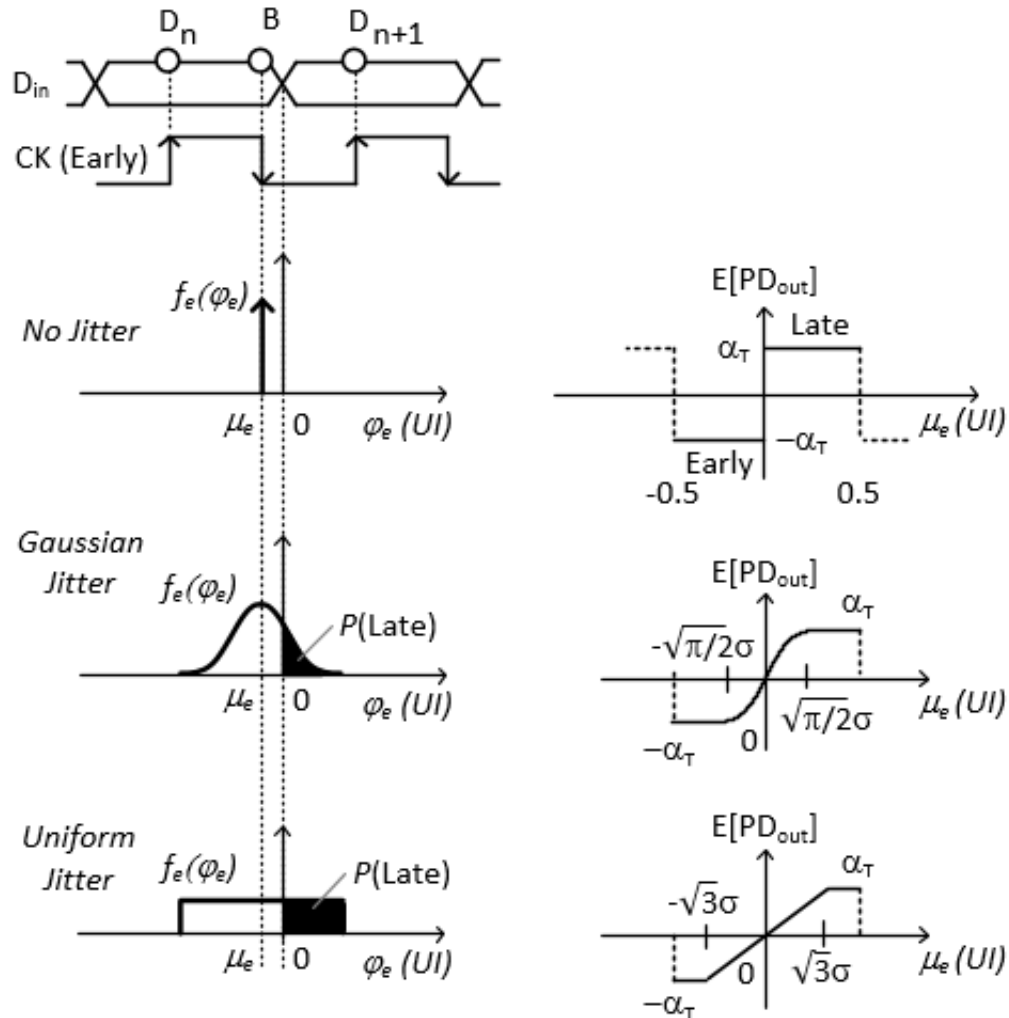 Dn B Dn+1
Din
CK (Early)
No Jitter
fe(φe)
μe 0 φe (UI)
E[PDout]
αT Late
μe (UI)
Early −αT
-0.5 0.5
Gaussian
Jitter
fe(φe)
P(Late)
μe 0 φe (UI)
E[PDout]
αT
-√π/2σ
μe (UI)
0 √π/2σ
−αT
Uniform
Jitter
fe(φe)
P(Late)
μe 0 φe (UI)
E[PDout]
αT
-√3σ
μe (UI)
0 √3σ
−αT